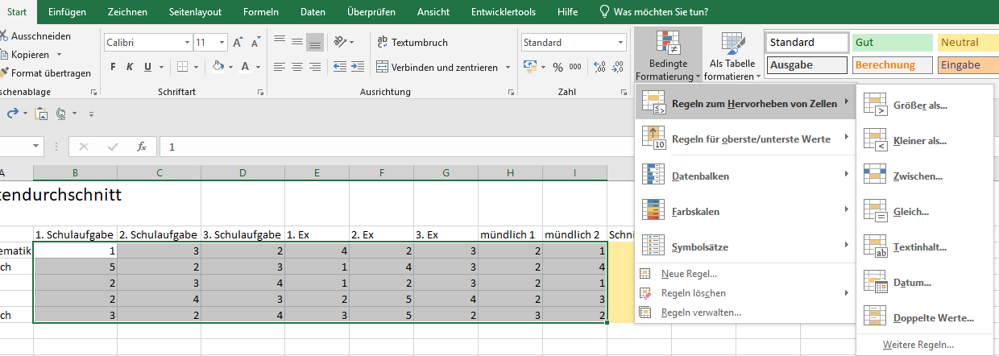 Start Einfügen Zeichnen Seitenlayout Formeln Daten Überprüfen Ansicht Entwicklertools Hilfe Was möchten Sie tun?
Ausschneiden
Kopieren
Format übertragen
Calibri 11
F K U
Textumbruch
Verbinden und zentrieren
Standard
% 000
Bedingte
Formatierung
Als Tabelle
formatieren
Standard Gut Neutral
Ausgabe Berechnung Eingabe
Schriftart Ausrichtung Zahl
fx 1
Regeln zum Hervorheben von Zellen
Regeln für oberste/unterste Werte
Datenbalken
Farbskalen
Symbolsätze
Neue Regel...
Regeln löschen
Regeln verwalten...
Größer als...
Kleiner als...
Zwischen...
Gleich...
Textinhalt...
Datum...
Doppelte Werte...
Weitere Regeln...
A B C D E F G H I
tendurchschnitt
1. Schulaufgabe 2. Schulaufgabe 3. Schulaufgabe 1. Ex 2. Ex 3. Ex mündlich 1 mündlich 2 Schni
ematik 1 3 2 4 2 3 2 1
ch 5 2 3 1 4 3 2 4
2 3 4 1 2 3 2 1
2 4 3 2 5 4 2 3
ch 3 2 4 3 5 2 3 2